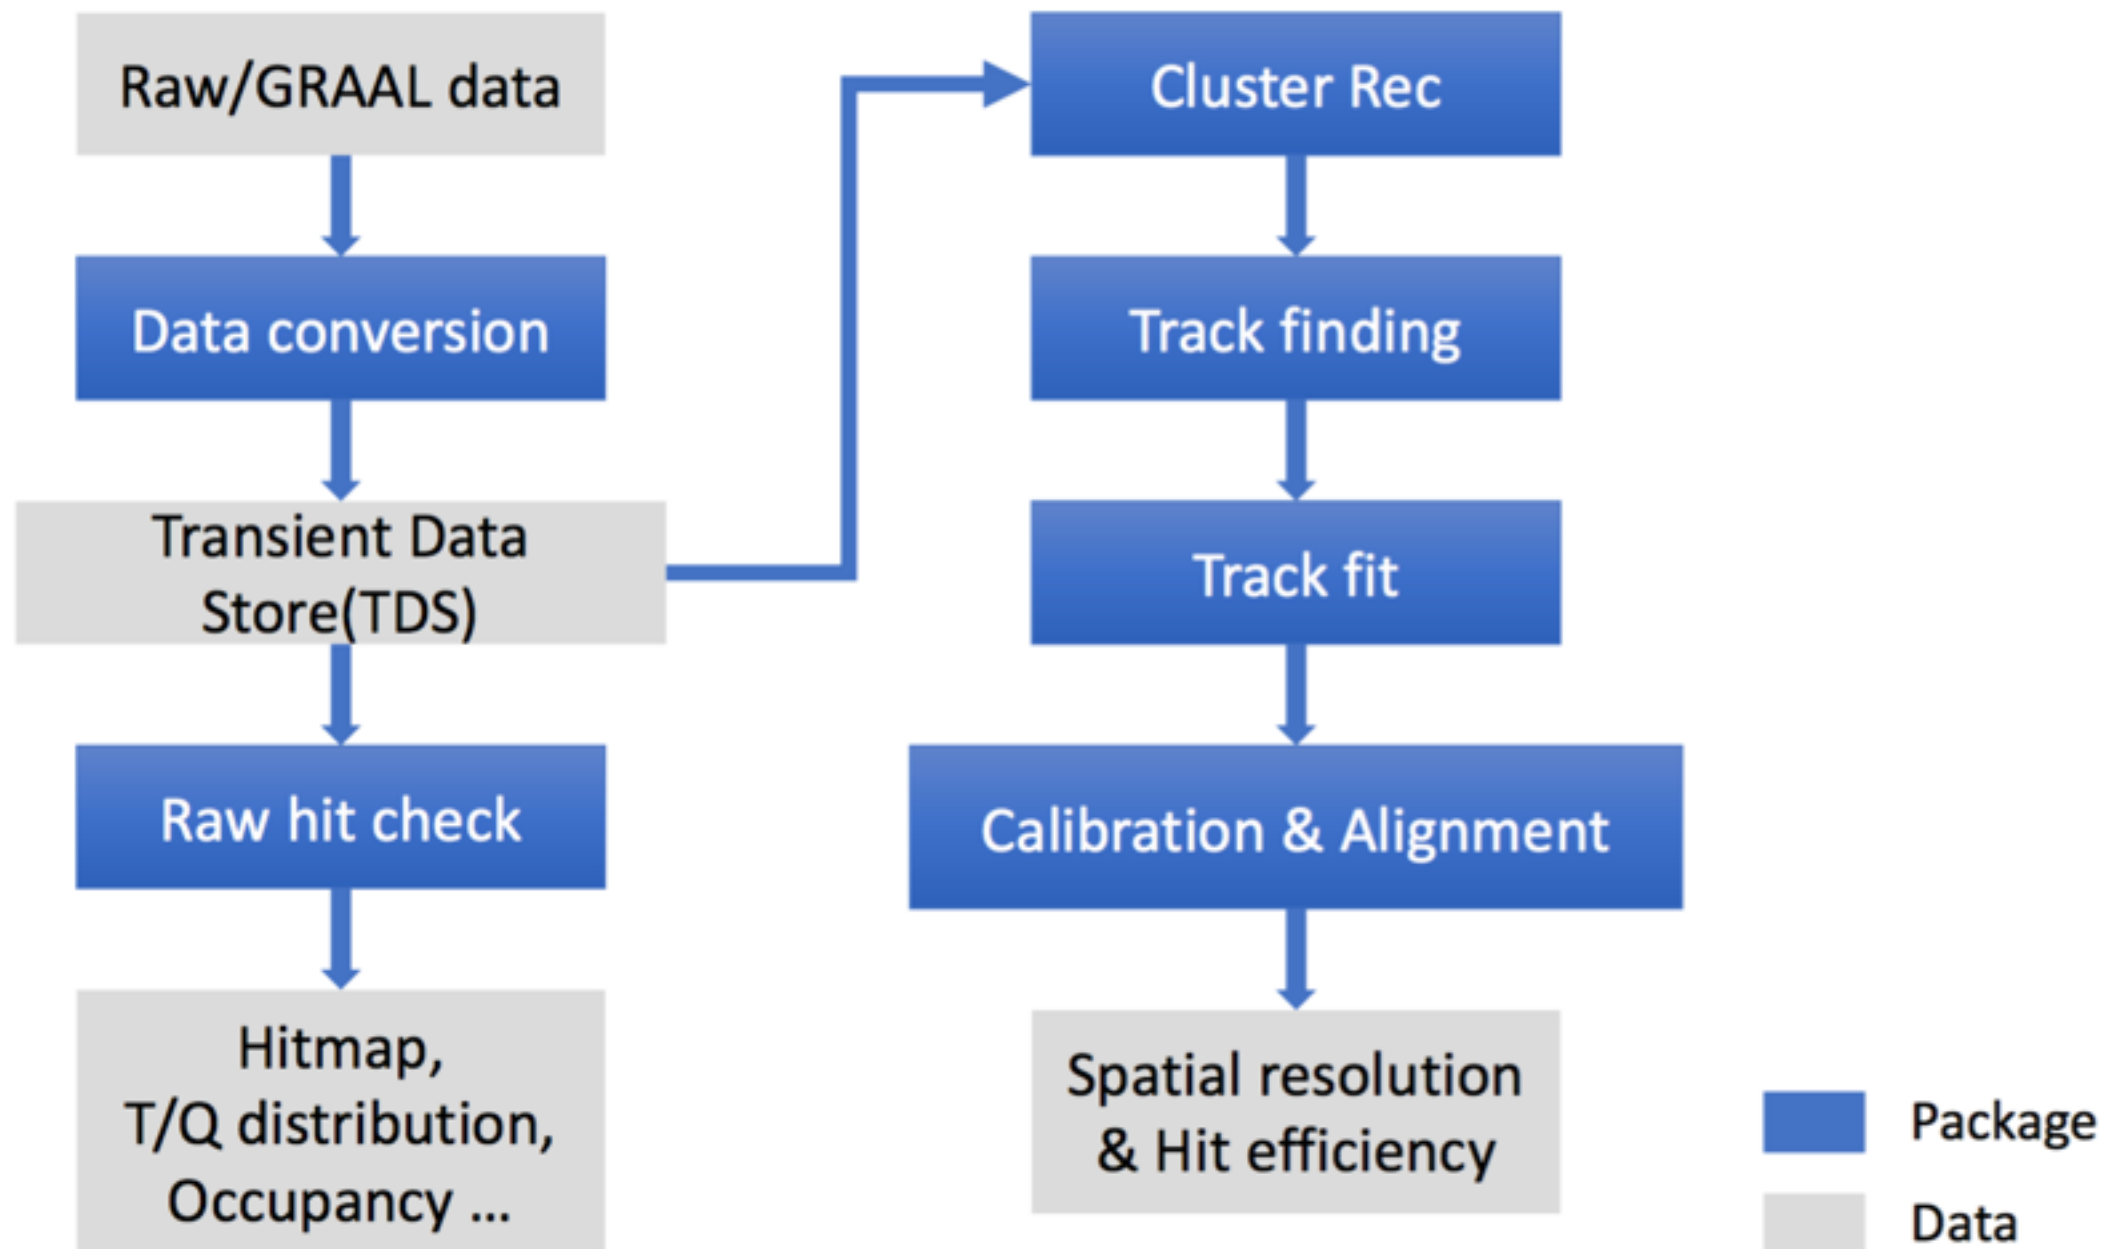 Raw/GRAAL data
Data conversion
Transient Data
Store(TDS)
Raw hit check
Hitmap,
T/Q distribution,
Occupancy ...
Cluster Rec
Track finding
Track fit
Calibration & Alignment
Spatial resolution
& Hit efficiency
Package
Data